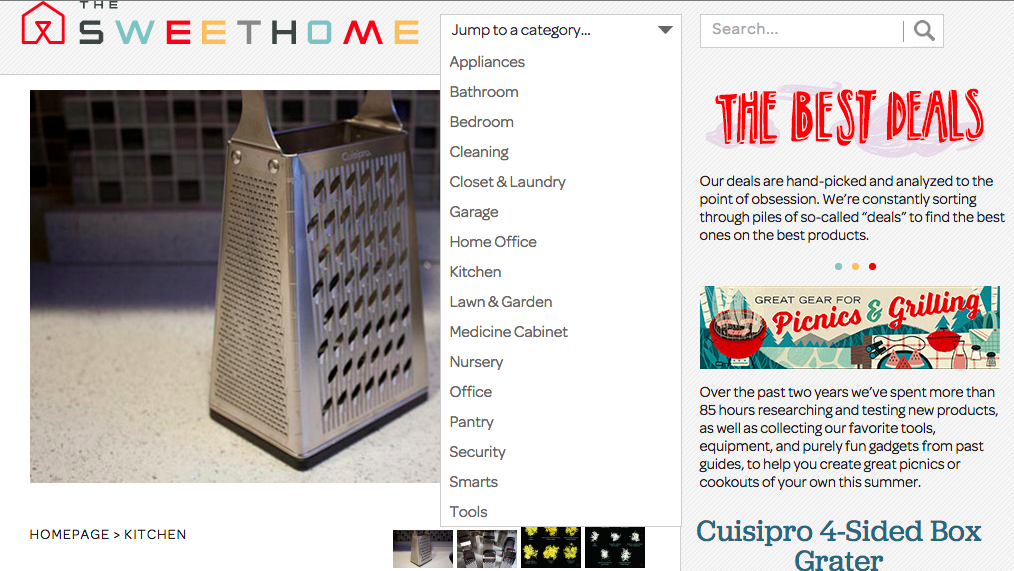 THE
SWEETHOME
Jump to a category...
Search...
Appliances
Bathroom
Bedroom
Cleaning
Closet & Laundry
Garage
Home Office
Kitchen
Lawn & Garden
Medicine Cabinet
Nursery
Office
Pantry
Security
Smarts
Tools
Cuisipro
HOMEPAGE > KITCHEN
THE BEST DEALS
Our deals are hand-picked and analyzed to the
point of obsession. We're constantly sorting
through piles of so-called “deals” to find the best
ones on the best products.
GREAT GEAR FOR
Picnics & Grilling
Over the past two years we've spent more than
85 hours researching and testing new products,
as well as collecting our favorite tools,
equipment, and purely fun gadgets from past
guides, to help you create great picnics or
cookouts of your own this summer.
Cuisipro 4-Sided Box
Grater